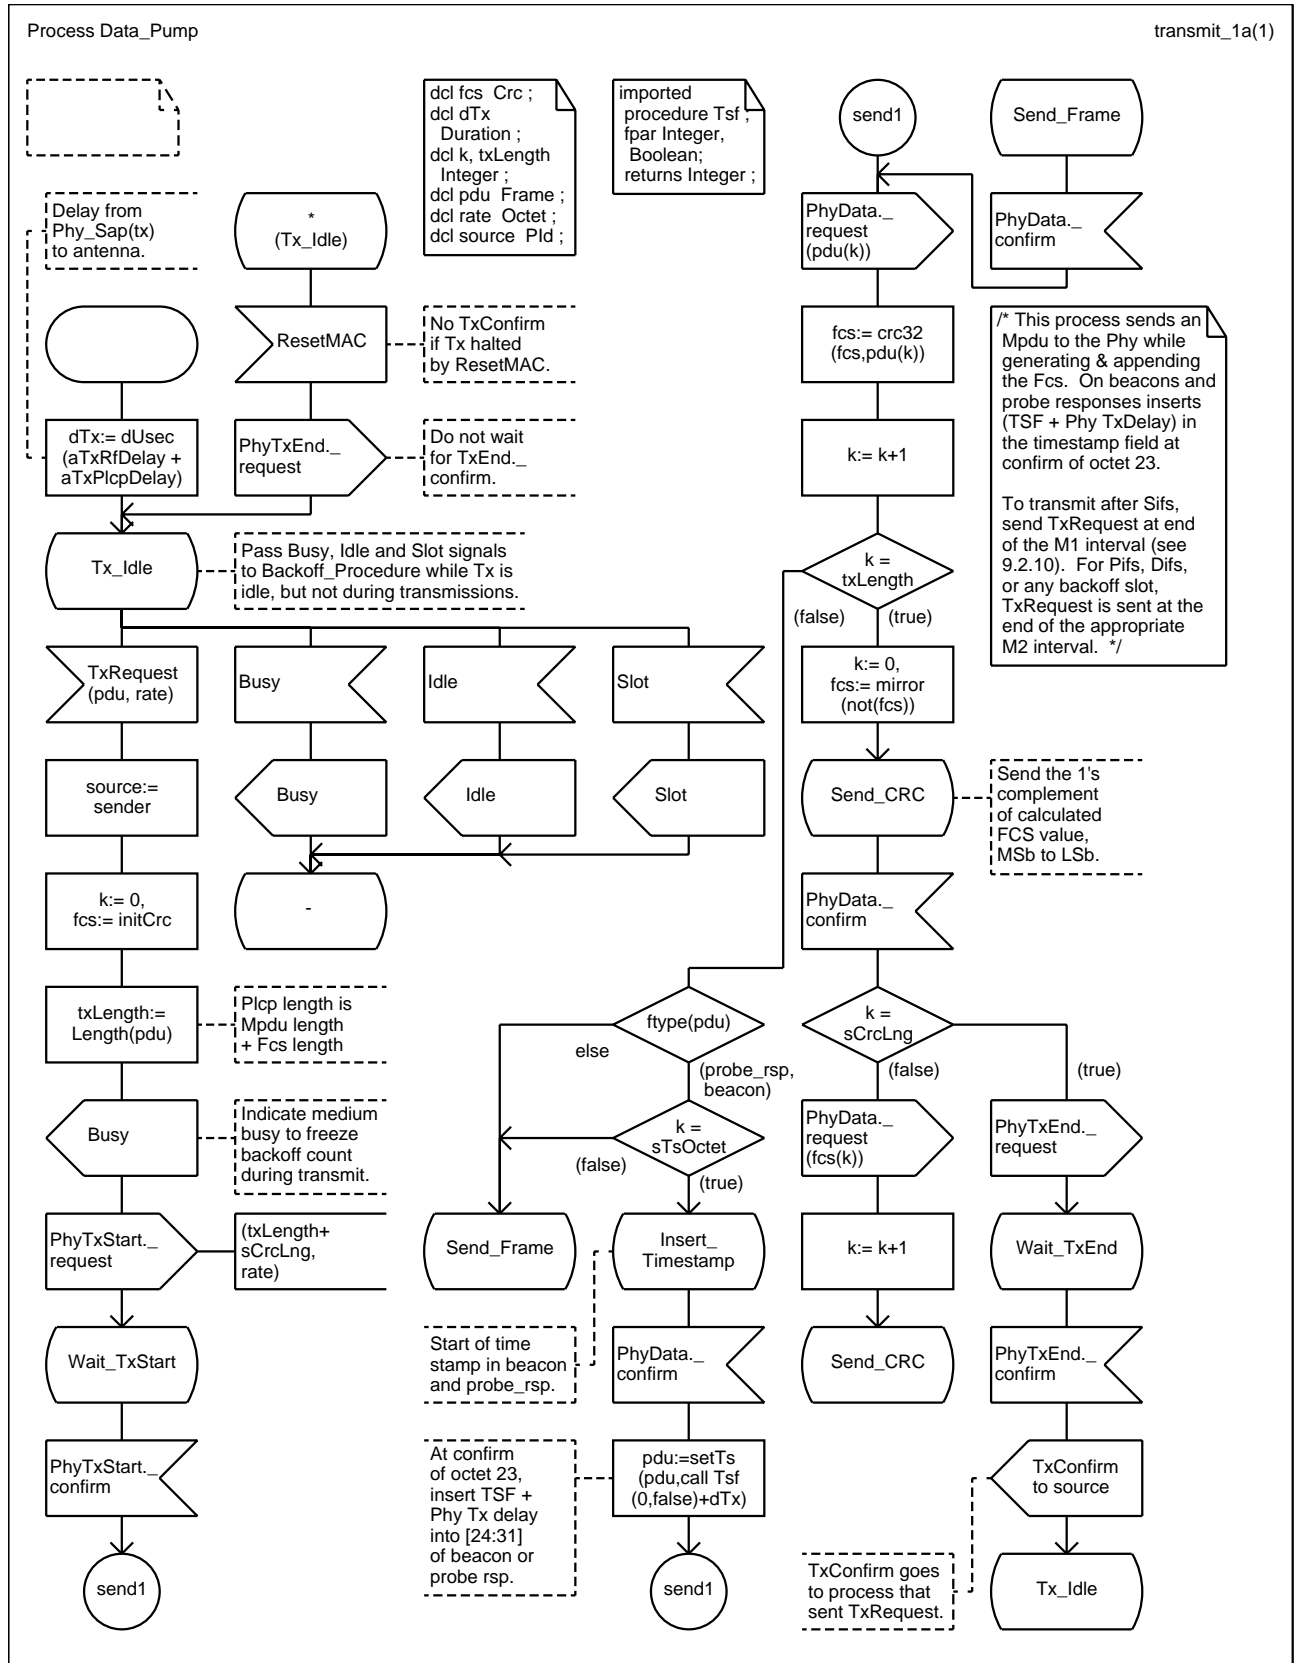 Process Data_Pump
transmit_1a(1)
dcl fcs Crc ;
dcl dTx
Duration ;
dcl k, txLength
Integer ;
dcl pdu Frame ;
dcl rate Octet ;
dcl source PId ;
imported
procedure Tsf ;
fpar Integer,
Boolean;
returns Integer ;
send1
Send_Frame
Delay from
Phy_Sap(tx)
to antenna.
*
(Tx_Idle)
PhyData._
request
(pdu(k))
PhyData._
confirm
ResetMAC
No TxConfirm
if Tx halted
by ResetMAC.
fcs:= crc32
(fcs,pdu(k))
/* This process sends an
Mpdu to the Phy while
generating & appending
the Fcs. On beacons and
probe responses inserts
(TSF + Phy TxDelay) in
the timestamp field at
confirm of octet 23.
To transmit after Sifs,
send TxRequest at end
of the M1 interval (see
9.2.10). For Pifs, Difs,
or any backoff slot,
TxRequest is sent at the
end of the appropriate
M2 interval. */
dTx:= dUsec
(aTxRfDelay +
aTxPlcpDelay)
PhyTxEnd._
request
Do not wait
for TxEnd._
confirm.
k:= k+1
Tx_Idle
Pass Busy, Idle and Slot signals
to Backoff_Procedure while Tx is
idle, but not during transmissions.
k =
txLength
(false)
(true)
TxRequest
(pdu, rate)
Busy
Idle
Slot
k:= 0,
fcs:= mirror
(not(fcs))
source:=
sender
Busy
Idle
Slot
Send_CRC
Send the 1's
complement
of calculated
FCS value,
MSb to LSb.
k:= 0,
fcs:= initCrc
-
PhyData._
confirm
txLength:=
Length(pdu)
Plcp length is
Mpdu length
+ Fcs length
ftype(pdu)
else
(probe_rsp,
beacon)
k =
sCrcLng
(false)
(true)
Busy
Indicate medium
busy to freeze
backoff count
during transmit.
k =
sTsOctet
(false)
(true)
PhyData._
request
(fcs(k))
PhyTxEnd._
request
PhyTxStart._
request
(txLength+
sCrcLng,
rate)
Send_Frame
Insert_
Timestamp
k:= k+1
Wait_TxEnd
Wait_TxStart
Start of time
stamp in beacon
and probe_rsp.
PhyData._
confirm
Send_CRC
PhyTxEnd._
confirm
PhyTxStart._
confirm
At confirm
of octet 23,
insert TSF +
Phy Tx delay
into [24:31]
of beacon or
probe rsp.
pdu:=setTs
(pdu,call Tsf
(0,false)+dTx)
TxConfirm
to source
send1
send1
TxConfirm goes
to process that
sent TxRequest.
Tx_Idle